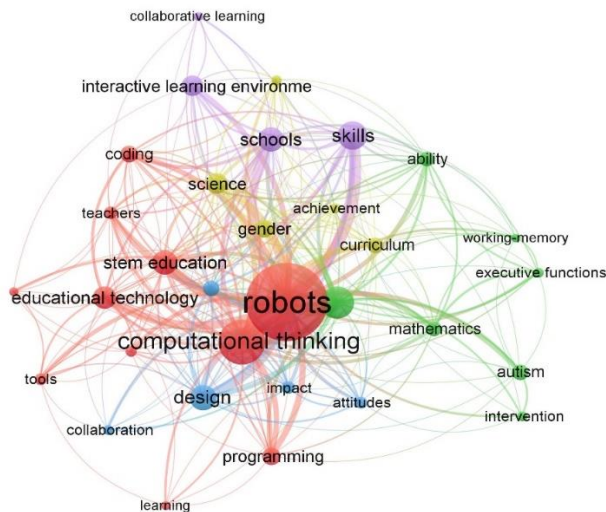 collaborative learning
interactive learning environme
schools
skills
coding
ability
science
achievement
teachers
gender
working-memory
curriculum
stem education
executive functions
educational technology
robots
mathematics
computational thinking
autism
tools
impact
design
attitudes
intervention
collaboration
programming
learning